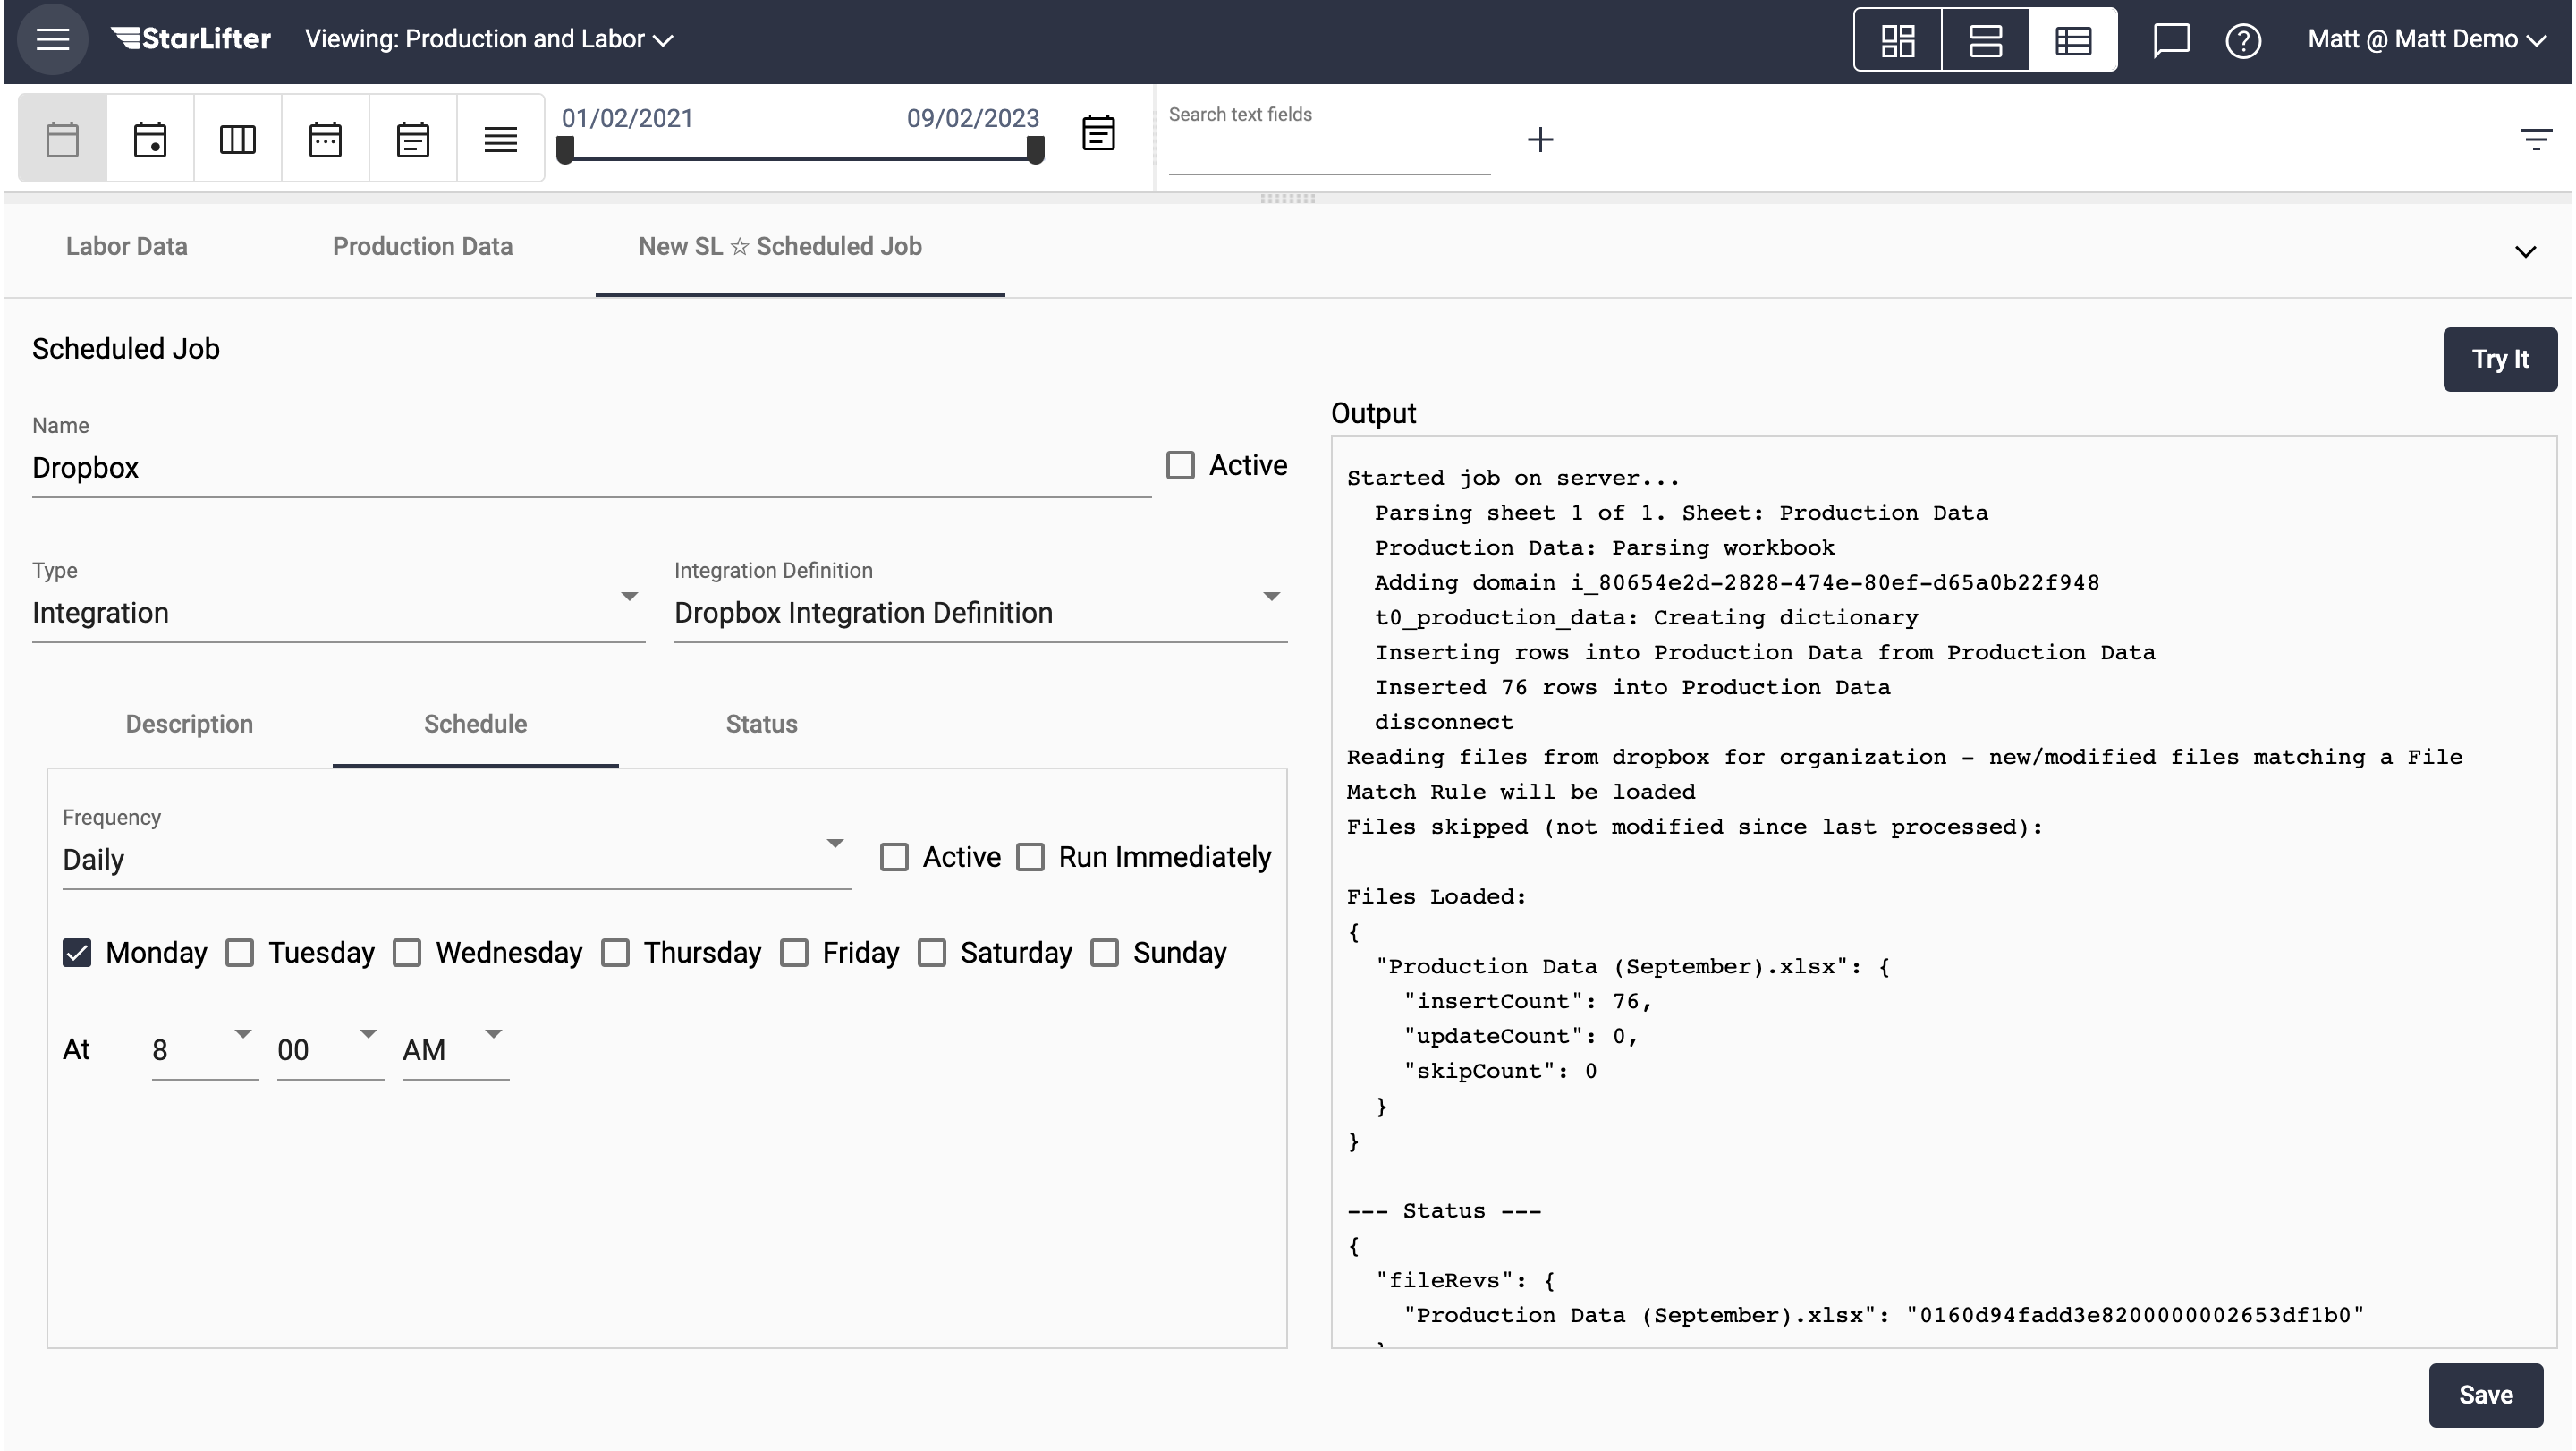 StarLifter Viewing: Production and Labor Matt @ Matt Demo
01/02/2021 09/02/2023 Search text fields
Labor Data Production Data New SL ☆ Scheduled Job
Scheduled Job
Try It
Name
Dropbox
Active
Type Integration Definition
Integration Dropbox Integration Definition
Description Schedule Status
Frequency
Daily
Active Run Immediately
Monday Tuesday Wednesday Thursday Friday Saturday Sunday
At 8 00 AM
Output
Started job on server...
Parsing sheet 1 of 1. Sheet: Production Data
Production Data: Parsing workbook
Adding domain i_80654e2d-2828-474e-80ef-d65a0b22f948
t0_production_data: Creating dictionary
Inserting rows into Production Data from Production Data
Inserted 76 rows into Production Data
disconnect
Reading files from dropbox for organization - new/modified files matching a File
Match Rule will be loaded
Files skipped (not modified since last processed):
Files Loaded:
{
"Production Data (September).xlsx": {
"insertCount": 76,
"updateCount": 0,
"skipCount": 0
}
}
--- Status ---
{
"fileRevs": {
"Production Data (September).xlsx": "0160d94fadd3e8200000002653df1b0"
Save